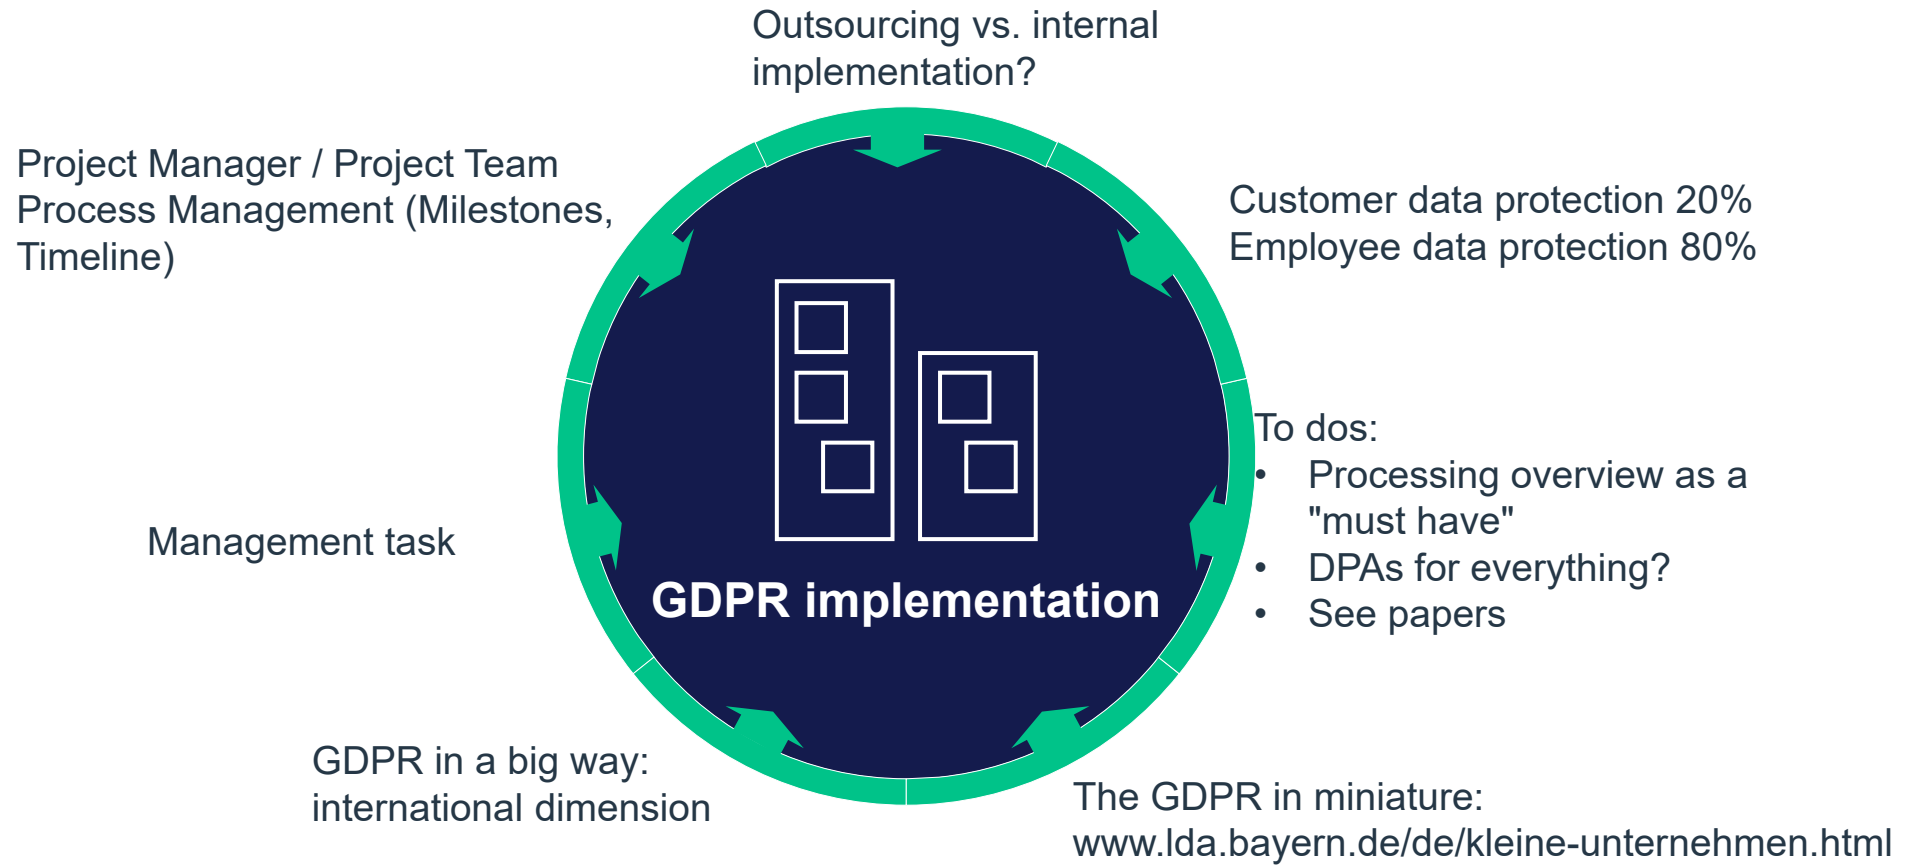 Outsourcing vs. internal
implementation?
Project Manager / Project Team
Process Management (Milestones,
Timeline)
Customer data protection 20%
Employee data protection 80%
To dos:
• Processing overview as a
"must have"
• DPAs for everything?
• See papers
Management task
GDPR implementation
GDPR in a big way:
international dimension
The GDPR in miniature:
www.lda.bayern.de/de/kleine-unternehmen.html